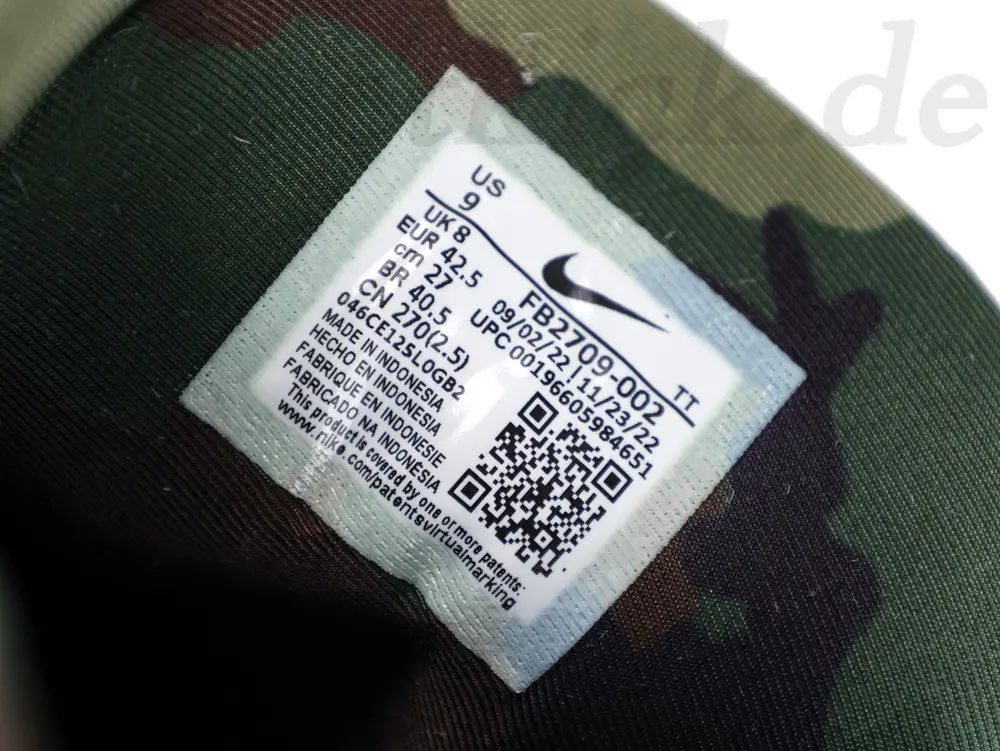 US
9
UK 8
EUR 42.5
cm 27
BR 40.5
CN 270(2.5)
FB2709-002 TT
09/02/22 | 11/23/22
UPC 00196605984651
046CE125L0GB2
MADE IN INDONESIA
HECHO EN INDONESIA
FABRIQUE EN INDONESIE
FABRICADO NA INDONÉSIA
This product is covered by one or more patents:
www.nike.com/patentsvirtualmarking